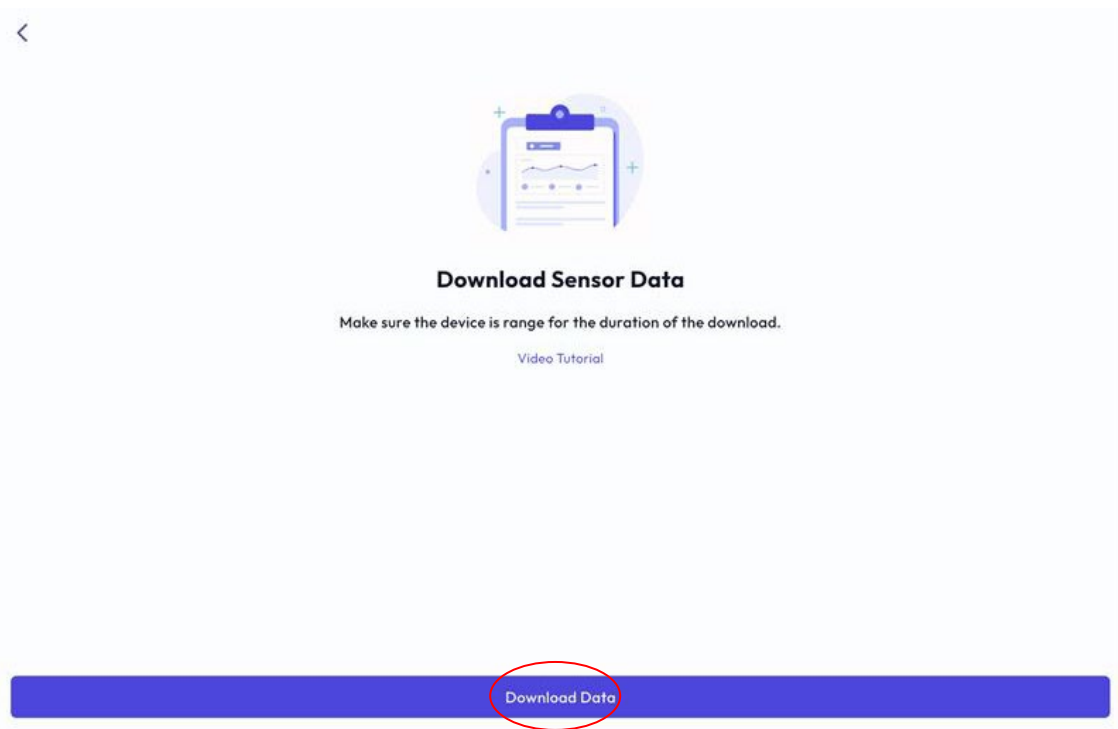 Download Sensor Data
Make sure the device is range for the duration of the download.
Video Tutorial
Download Data